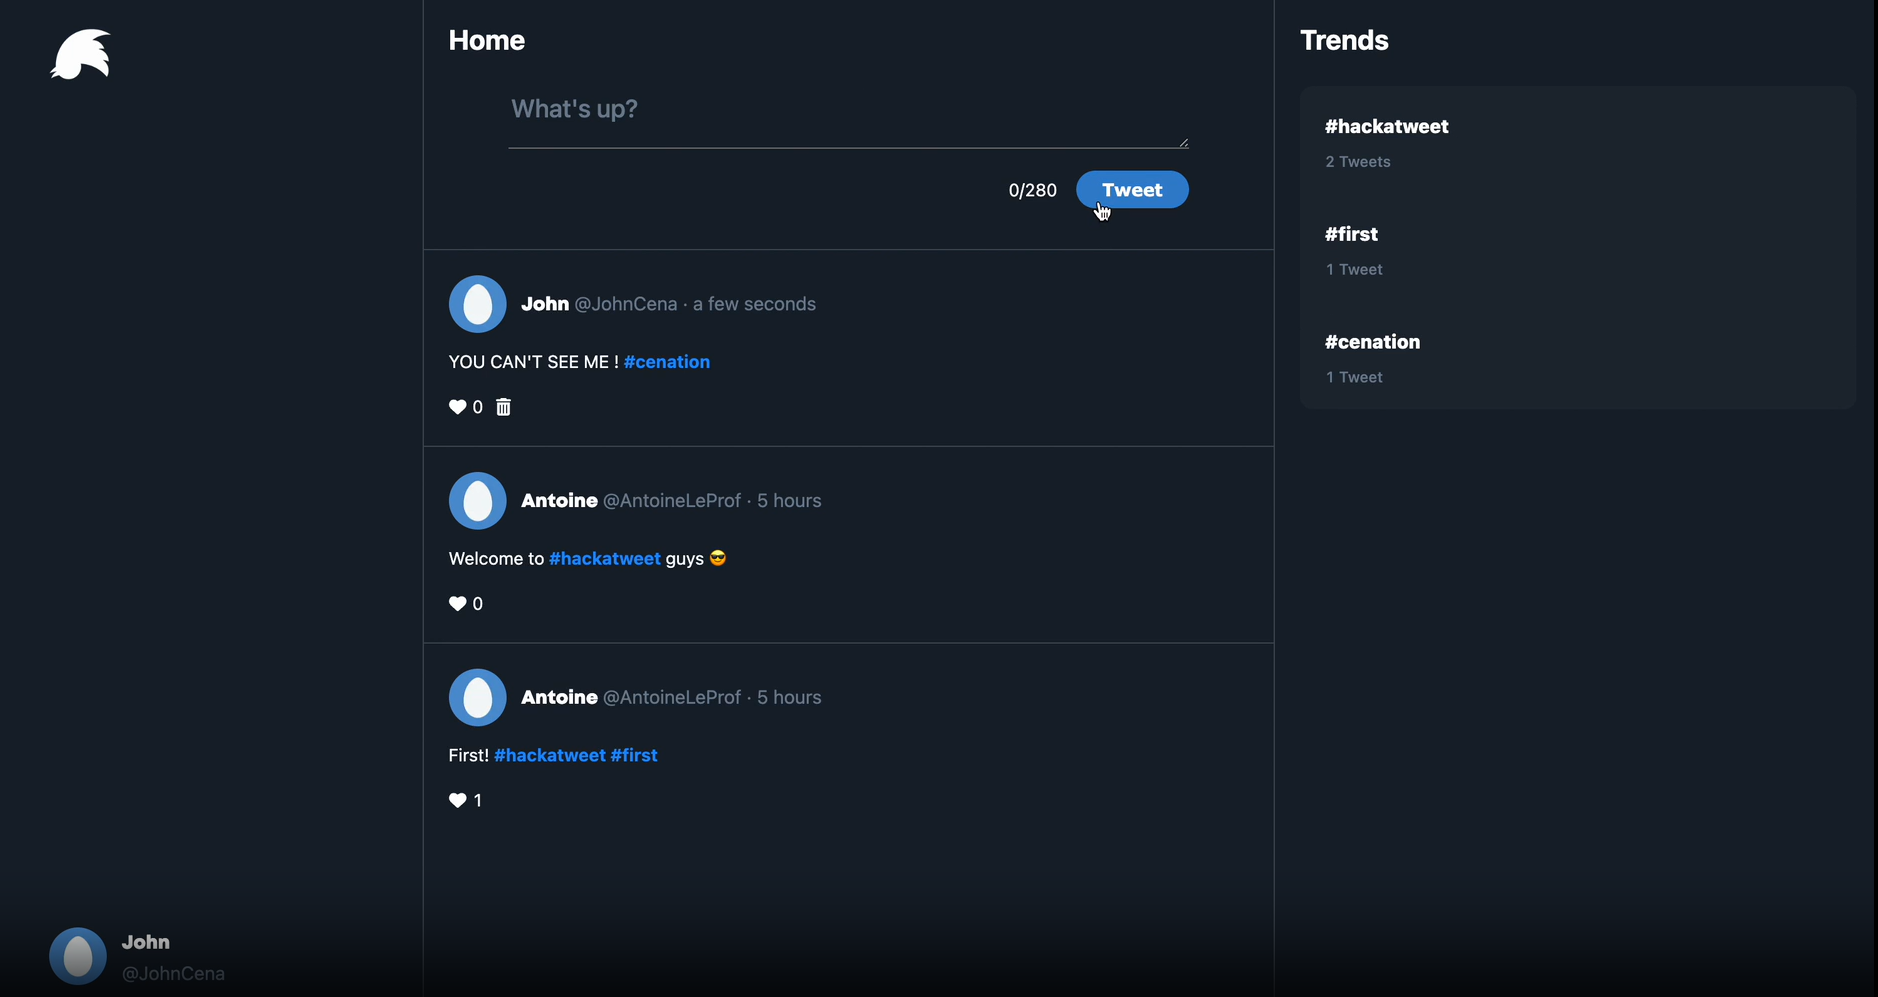 Home
What's up?
0/280 Tweet
John @JohnCena · a few seconds
YOU CAN'T SEE ME ! #cenation
0
Antoine @AntoineLeProf · 5 hours
Welcome to #hackatweet guys 😎
0
Antoine @AntoineLeProf · 5 hours
First! #hackatweet #first
1
Trends
#hackatweet
2 Tweets
#first
1 Tweet
#cenation
1 Tweet
John
@JohnCena